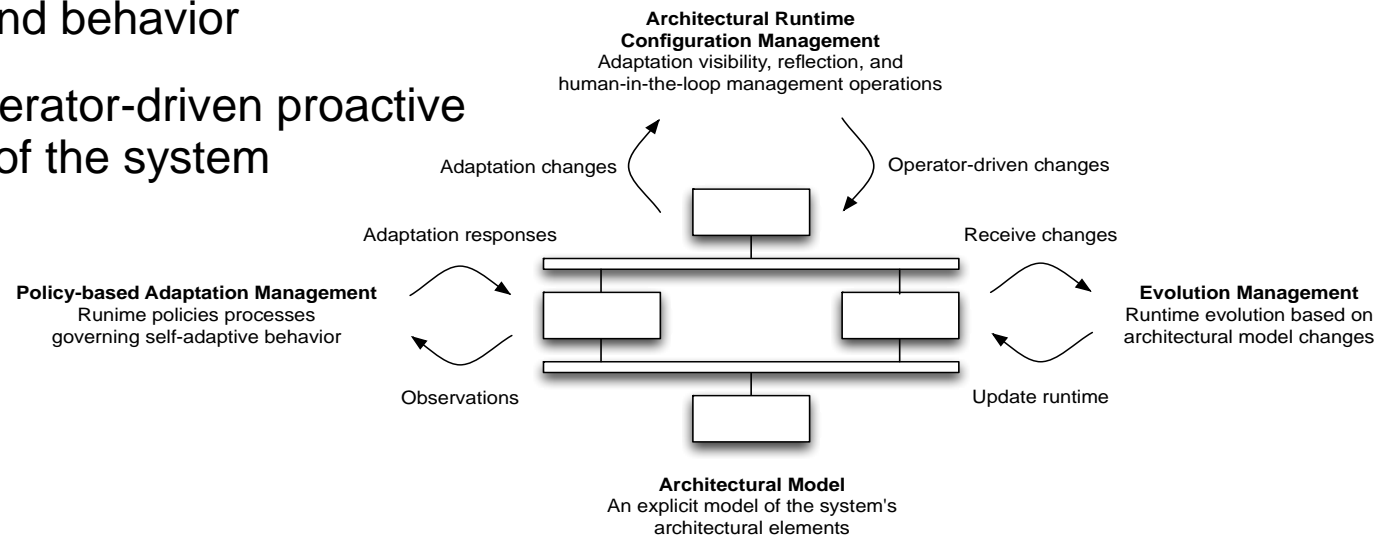 nd behavior
erator-driven proactive
of the system
Architectural Runtime
Configuration Management
Adaptation visibility, reflection, and
human-in-the-loop management operations
Adaptation changes
Operator-driven changes
Adaptation responses
Receive changes
Policy-based Adaptation Management
Runime policies processes
governing self-adaptive behavior
Evolution Management
Runtime evolution based on
architectural model changes
Observations
Update runtime
Architectural Model
An explicit model of the system's
architectural elements